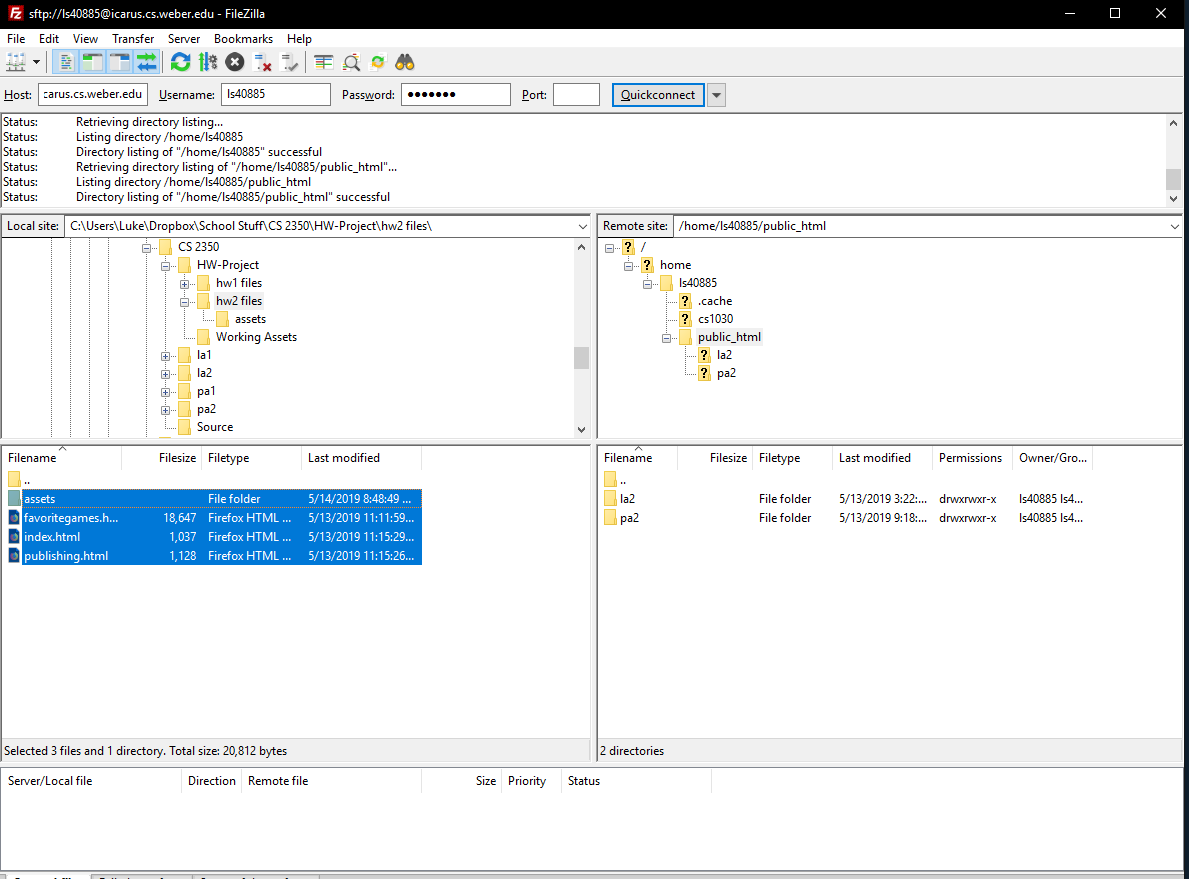 sftp://ls40885@icarus.cs.weber.edu - FileZilla
File Edit View Transfer Server Bookmarks Help
Host: carus.cs.weber.edu Username: ls40885 Password: ●●●●●●● Port: Quickconnect
Status: Retrieving directory listing...
Status: Listing directory /home/ls40885
Status: Directory listing of "/home/ls40885" successful
Status: Retrieving directory listing of "/home/ls40885/public_html"...
Status: Listing directory /home/ls40885/public_html
Status: Directory listing of "/home/ls40885/public_html" successful
Local site: C:\Users\Luke\Dropbox\School Stuff\CS 2350\HW-Project\hw2 files\
CS 2350
HW-Project
hw1 files
hw2 files
assets
Working Assets
la1
la2
pa1
pa2
Source
Remote site: /home/ls40885/public_html
/
home
ls40885
.cache
cs1030
public_html
la2
pa2
Filename Filesize Filetype Last modified
..
assets File folder 5/14/2019 8:48:49 ...
favoritegames.h... 18,647 Firefox HTML ... 5/13/2019 11:11:59...
index.html 1,037 Firefox HTML ... 5/13/2019 11:15:29...
publishing.html 1,128 Firefox HTML ... 5/13/2019 11:15:26...
Selected 3 files and 1 directory. Total size: 20,812 bytes
Filename Filesize Filetype Last modified Permissions Owner/Gro...
..
la2 File folder 5/13/2019 3:22:... drwxrwxr-x ls40885 ls4...
pa2 File folder 5/13/2019 9:18:... drwxrwxr-x ls40885 ls4...
2 directories
Server/Local file Direction Remote file Size Priority Status